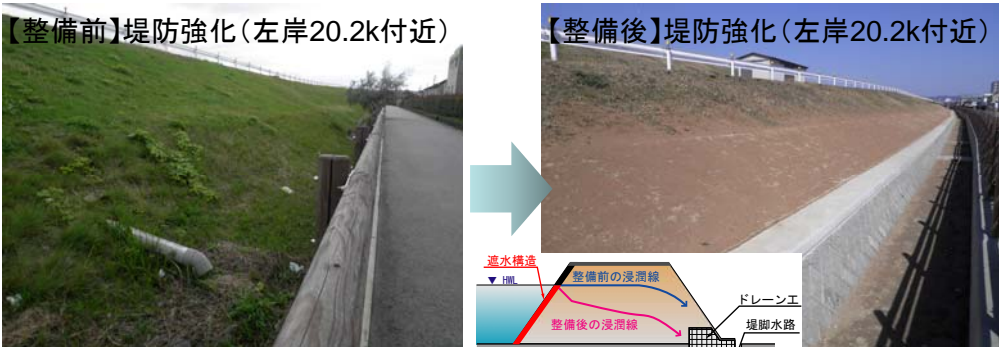 【整備前】堤防強化（左岸20.2k付近）
【整備後】堤防強化（左岸20.2k付近）
遮水構造
▼ HWL
整備前の浸潤線
整備後の浸潤線
ドレーン工
堤脚水路